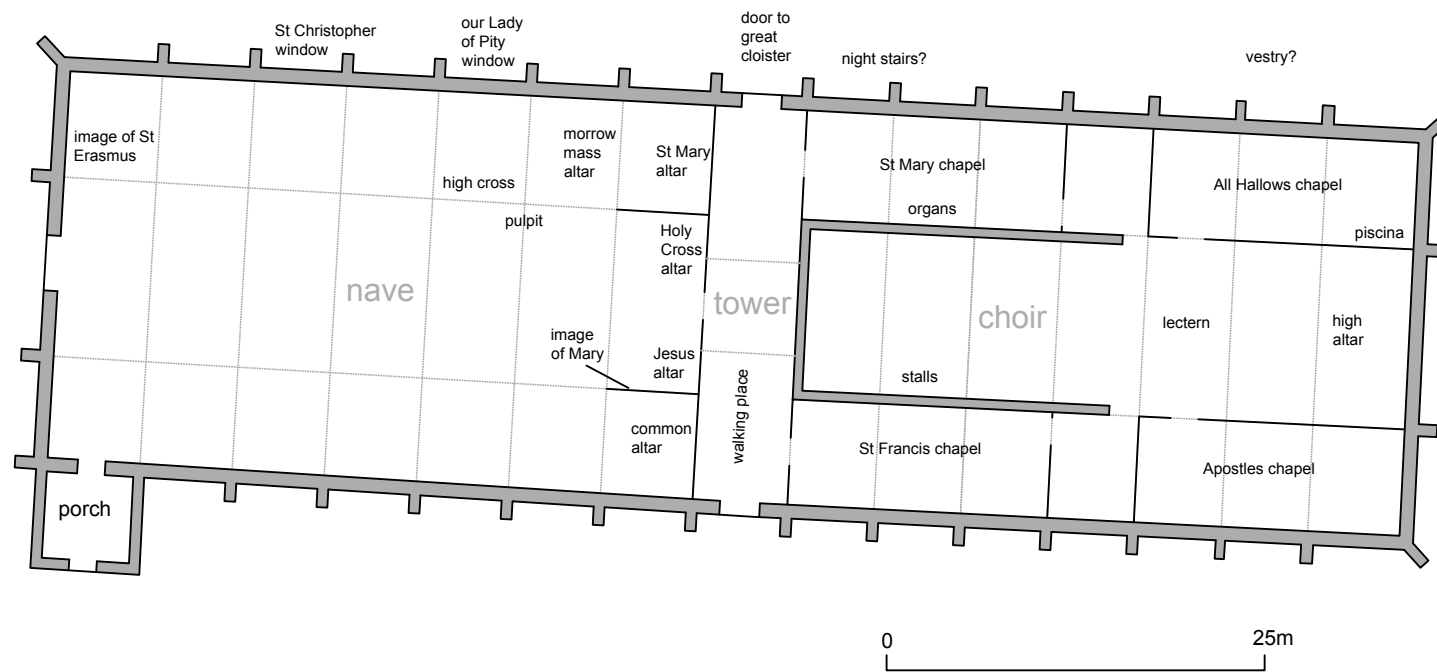 St Christopher
window
our Lady
of Pity
window
door to
great
cloister
night stairs?
vestry?
image of St
Erasmus
morrow
mass
altar
St Mary
altar
high cross
pulpit
St Mary chapel
organs
All Hallows chapel
piscina
Holy
Cross
altar
nave
tower
choir
lectern
high
altar
image
of Mary
Jesus
altar
stalls
walking place
common
altar
St Francis chapel
Apostles chapel
porch
0
25m